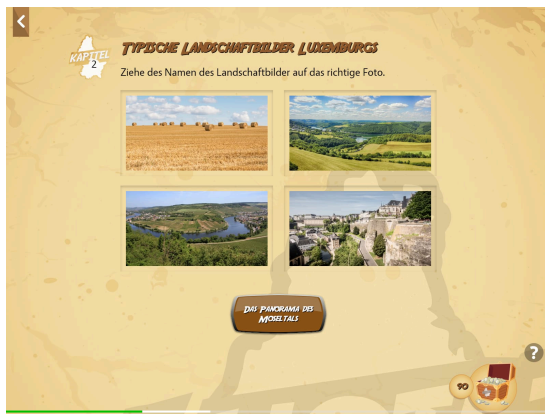 Typische Landschaftbilder Luxemburgs
KAPITEL
2
Ziehe des Namen des Landschaftbilder auf das richtige Foto.
Das Panorama des
Moseltals
?
90